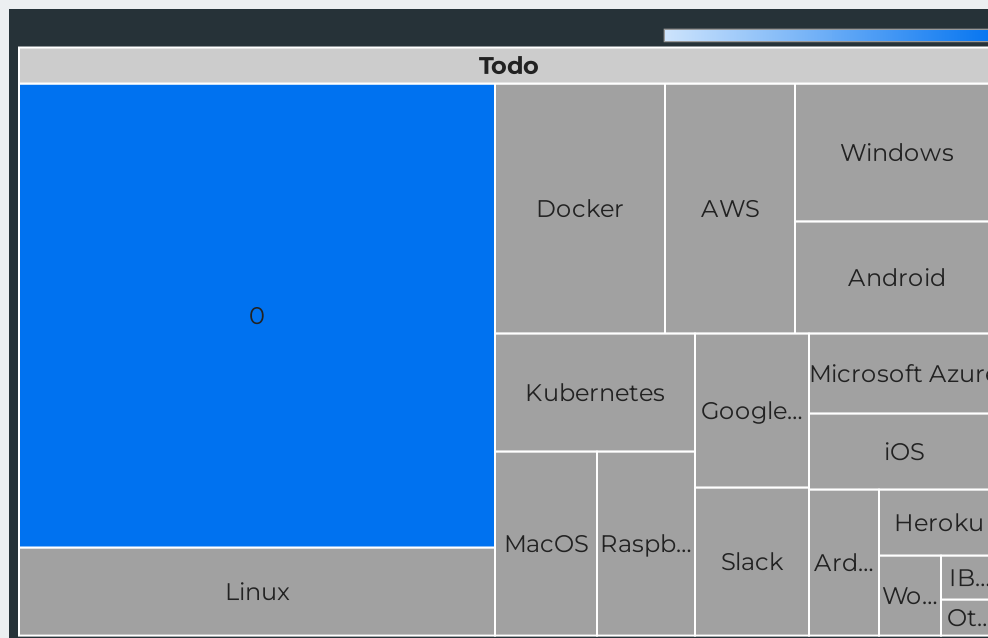 Todo
0
Docker
AWS
Windows
Android
Kubernetes
Google...
Microsoft Azure
iOS
MacOS
Raspb...
Slack
Ard...
Heroku
Wo...
IB...
Ot...
Linux